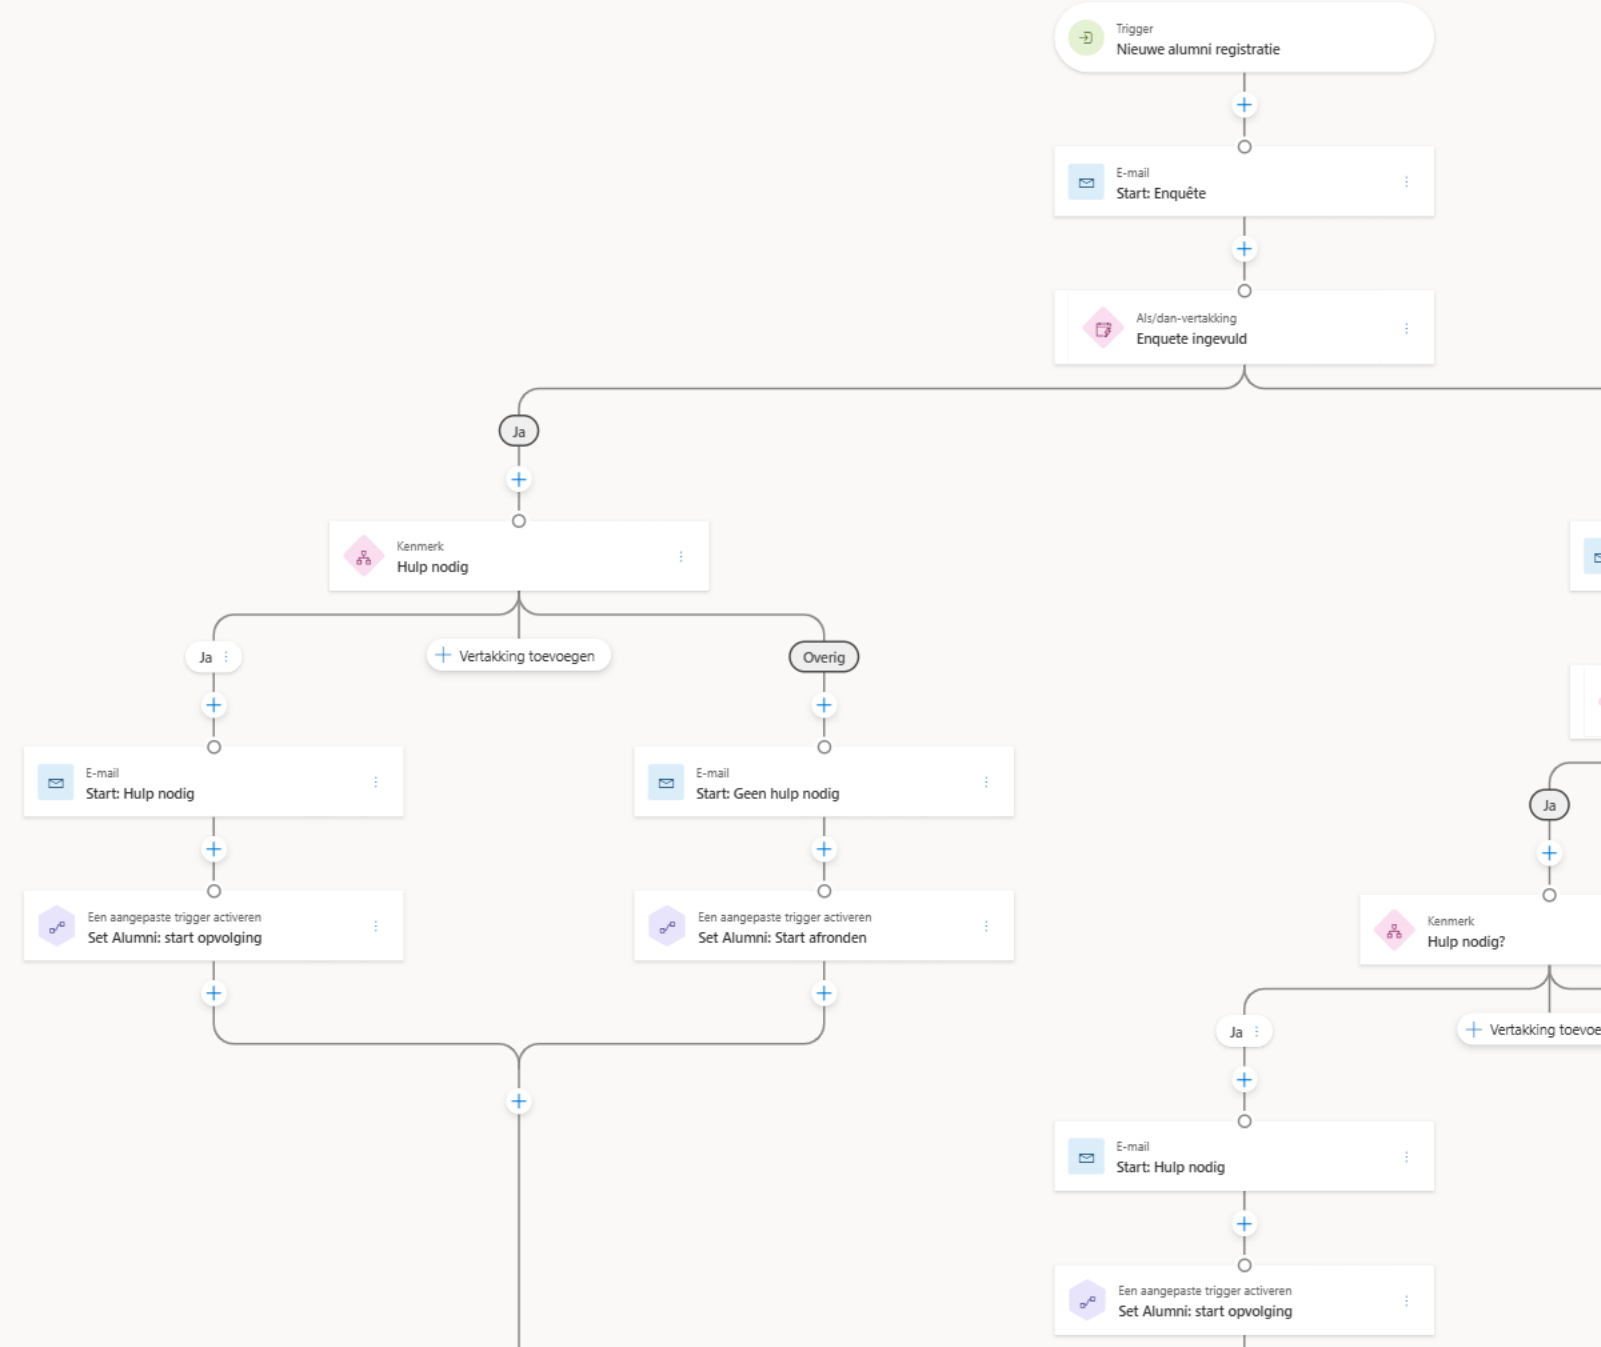 Trigger
Nieuwe alumni registratie
E-mail
Start: Enquête
Als/dan-vertakking
Enquete ingevuld
Ja
Kenmerk
Hulp nodig
Ja
Vertakking toevoegen
Overig
E-mail
Start: Hulp nodig
E-mail
Start: Geen hulp nodig
Een aangepaste trigger activeren
Set Alumni: start opvolging
Een aangepaste trigger activeren
Set Alumni: Start afronden
Ja
Kenmerk
Hulp nodig?
Ja
Vertakking toevoe
E-mail
Start: Hulp nodig
Een aangepaste trigger activeren
Set Alumni: start opvolging